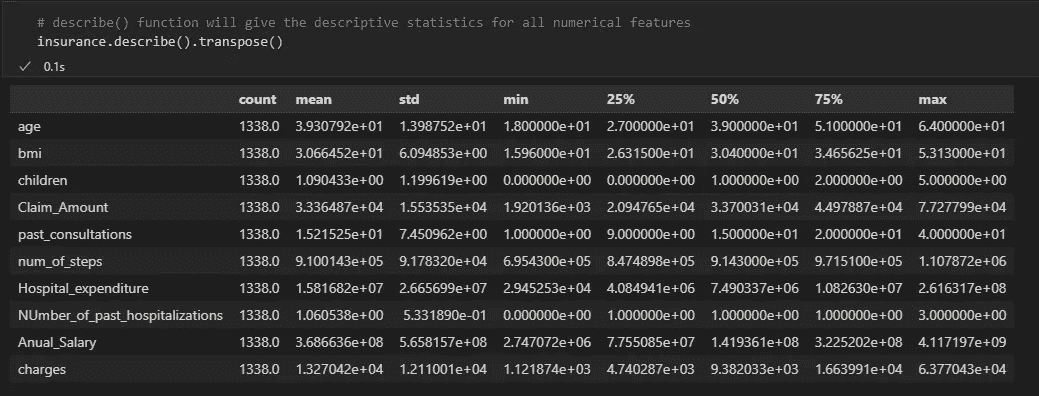 # describe() function will give the descriptive statistics for all numerical features
insurance.describe().transpose()
✓ 0.1s
count mean std min 25% 50% 75% max
age 1338.0 3.930792e+01 1.398752e+01 1.800000e+01 2.700000e+01 3.900000e+01 5.100000e+01 6.400000e+01
bmi 1338.0 3.066452e+01 6.094853e+00 1.596000e+01 2.631500e+01 3.040000e+01 3.465625e+01 5.313000e+01
children 1338.0 1.090433e+00 1.199619e+00 0.000000e+00 0.000000e+00 1.000000e+00 2.000000e+00 5.000000e+00
Claim_Amount 1338.0 3.336487e+04 1.553535e+04 1.920136e+03 2.094765e+04 3.370031e+04 4.497887e+04 7.727799e+04
past_consultations 1338.0 1.521525e+01 7.450962e+00 1.000000e+00 9.000000e+00 1.500000e+01 2.000000e+01 4.000000e+01
num_of_steps 1338.0 9.100143e+05 9.178320e+04 6.954300e+05 8.474898e+05 9.143000e+05 9.715100e+05 1.107872e+06
Hospital_expenditure 1338.0 1.581682e+07 2.665699e+07 2.945253e+04 4.084941e+06 7.490337e+06 1.082630e+07 2.616317e+08
NUmber_of_past_hospitalizations 1338.0 1.060538e+00 5.331890e-01 0.000000e+00 1.000000e+00 1.000000e+00 1.000000e+00 3.000000e+00
Anual_Salary 1338.0 3.686636e+08 5.658157e+08 2.747072e+06 7.755085e+07 1.419361e+08 3.225202e+08 4.117197e+09
charges 1338.0 1.327042e+04 1.211001e+04 1.121874e+03 4.740287e+03 9.382033e+03 1.663991e+04 6.377043e+04